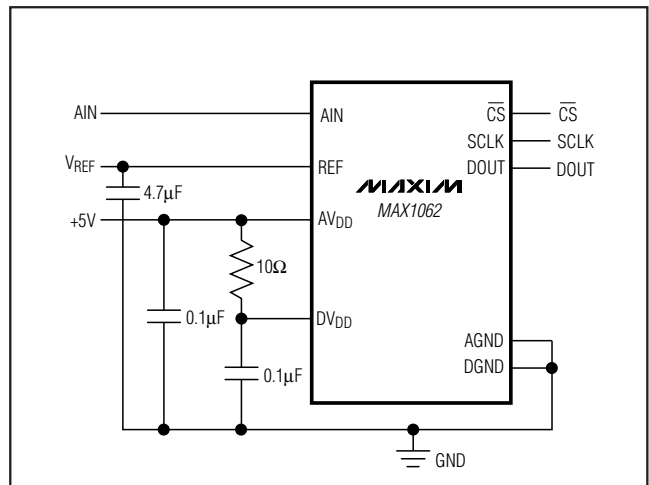 AIN
AIN
CS
CS
SCLK
SCLK
VREF
REF
DOUT
DOUT
MAXIM
MAX1062
4.7µF
+5V
AVDD
10Ω
0.1µF
DVDD
AGND
DGND
0.1µF
GND